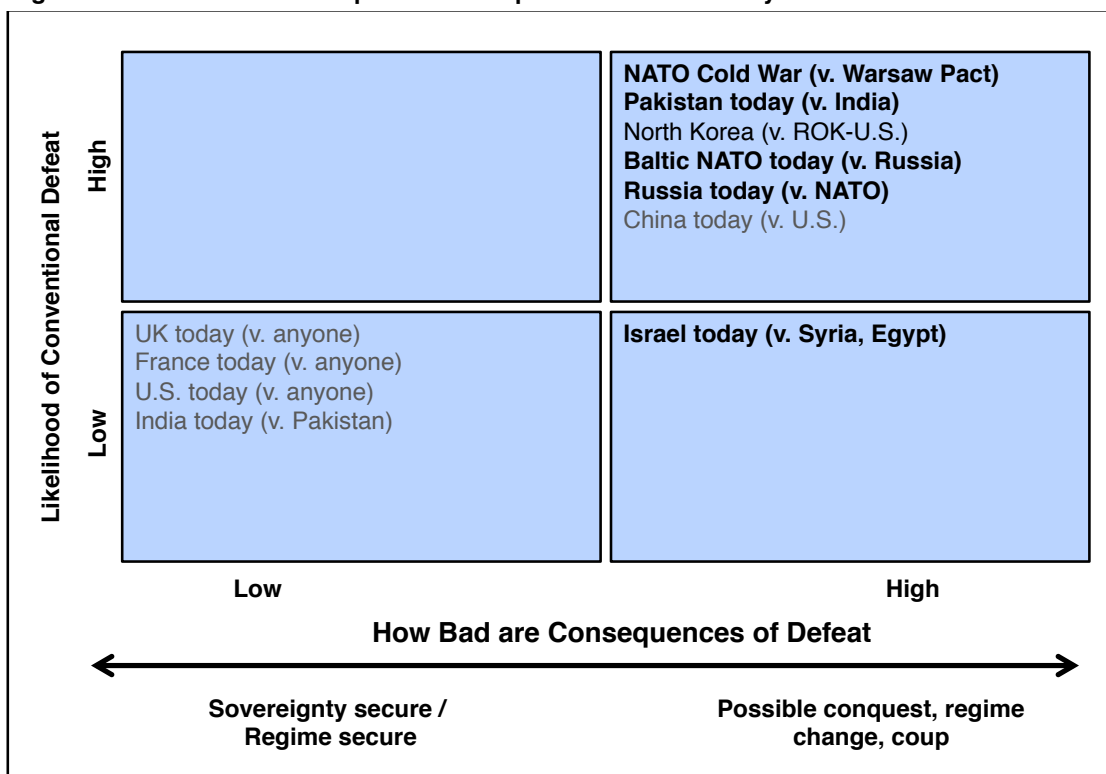 Likelihood of Conventional Defeat
High
NATO Cold War (v. Warsaw Pact)
Pakistan today (v. India)
North Korea (v. ROK-U.S.)
Baltic NATO today (v. Russia)
Russia today (v. NATO)
China today (v. U.S.)
Low
UK today (v. anyone)
France today (v. anyone)
U.S. today (v. anyone)
India today (v. Pakistan)
Israel today (v. Syria, Egypt)
Low
High
How Bad are Consequences of Defeat
Sovereignty secure /
Regime secure
Possible conquest, regime
change, coup